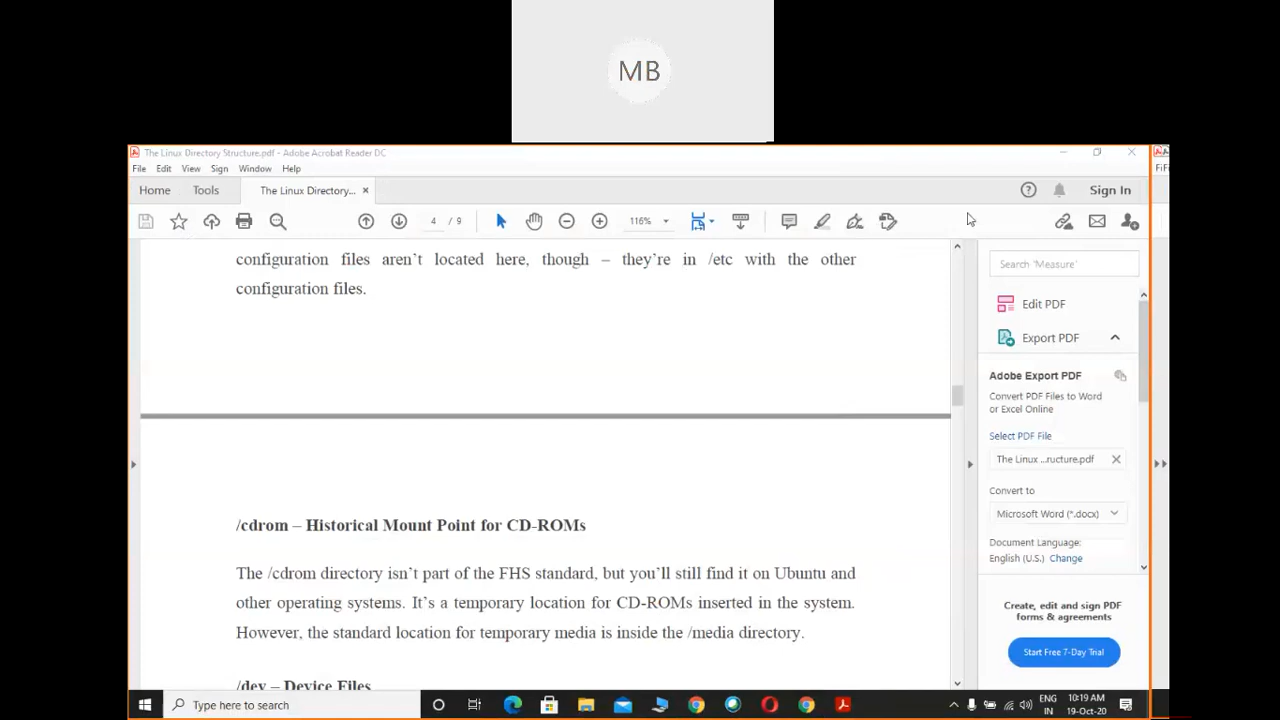 MB
The Linux Directory Structure.pdf - Adobe Acrobat Reader DC
File Edit View Sign Window Help
Home Tools The Linux Directory... × Sign In
4 / 9 116%
configuration files aren't located here, though – they're in /etc with the other
configuration files.
/cdrom – Historical Mount Point for CD-ROMs
The /cdrom directory isn't part of the FHS standard, but you'll still find it on Ubuntu and
other operating systems. It's a temporary location for CD-ROMs inserted in the system.
However, the standard location for temporary media is inside the /media directory.
/dev – Device Files
Search 'Measure'
Edit PDF
Export PDF
Adobe Export PDF
Convert PDF Files to Word
or Excel Online
Select PDF File
The Linux ...ructure.pdf
Convert to
Microsoft Word (*.docx)
Document Language:
English (U.S.) Change
Create, edit and sign PDF
forms & agreements
Start Free 7-Day Trial
Type here to search
ENG
IN
10:19 AM
19-Oct-20